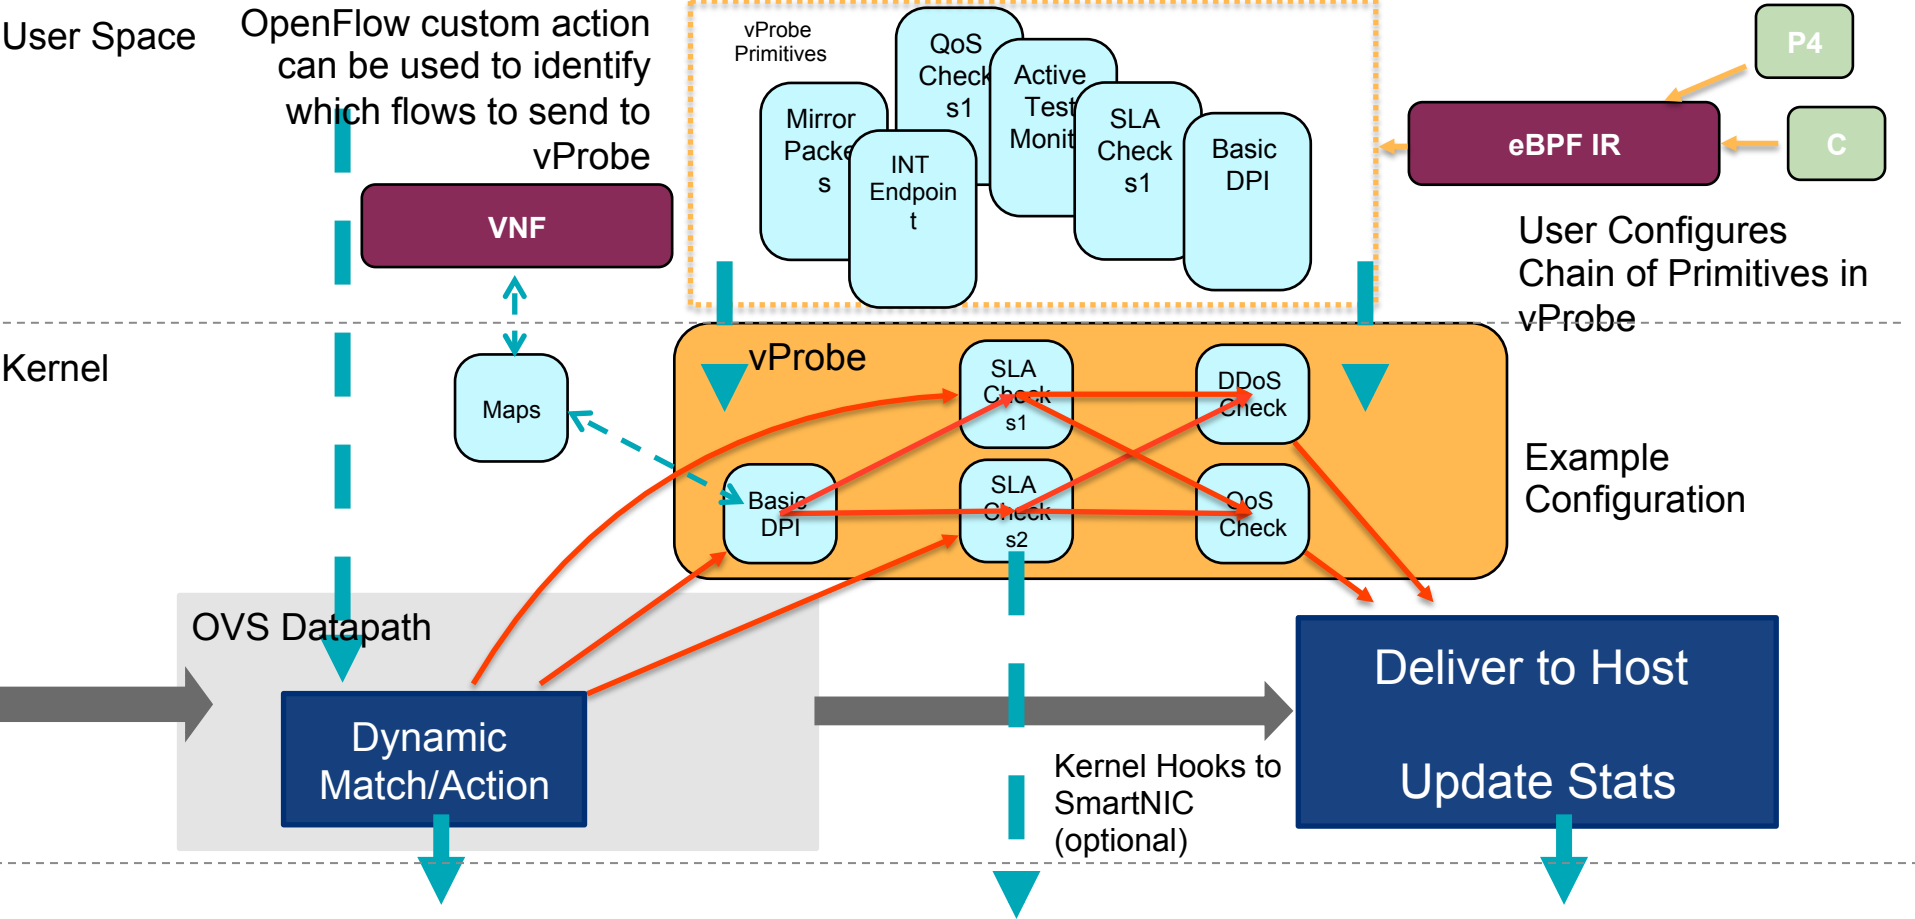 User Space
OpenFlow custom action
can be used to identify
which flows to send to
vProbe
vProbe
Primitives
Mirror
Packe
s
QoS
Check
s1
INT
Endpoin
t
Active
Test
Monit
SLA
Check
s1
Basic
DPI
P4
eBPF IR
C
VNF
User Configures
Chain of Primitives in
vProbe
Kernel
Maps
vProbe
SLA
Check
s1
DDoS
Check
Basic
DPI
SLA
Check
s2
QoS
Check
Example
Configuration
OVS Datapath
Dynamic
Match/Action
Deliver to Host
Update Stats
Kernel Hooks to
SmartNIC
(optional)